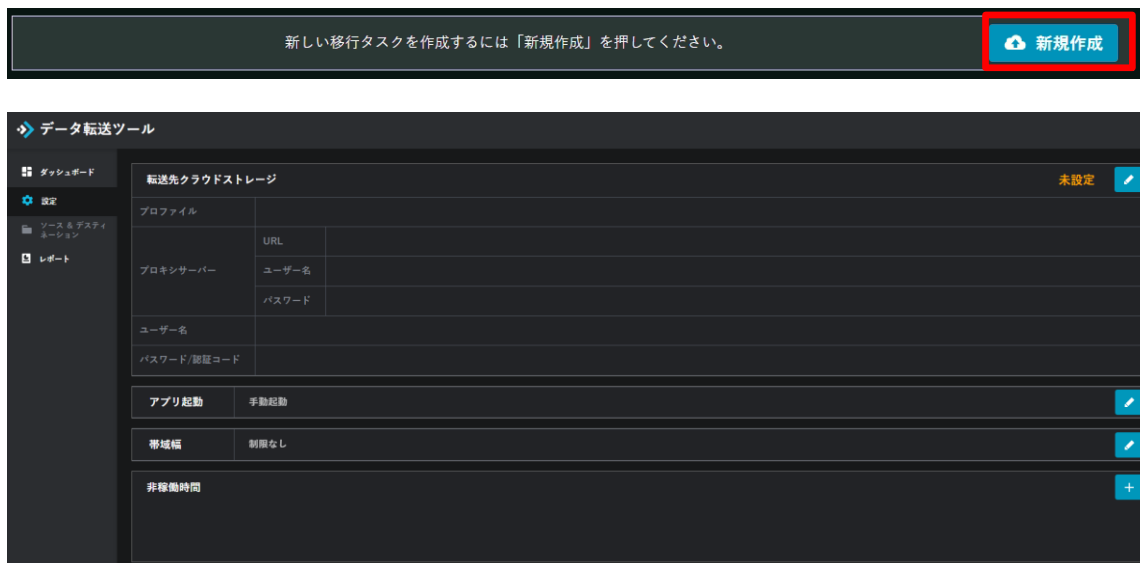 新しい移行タスクを作成するには「新規作成」を押してください。
新規作成
データ転送ツール
ダッシュボード
設定
ソース & デスティ
ネーション
レポート
転送先クラウドストレージ
未設定
プロファイル
プロキシサーバー
URL
ユーザー名
パスワード
ユーザー名
パスワード/認証コード
アプリ起動
手動起動
帯域幅
制限なし
非稼働時間